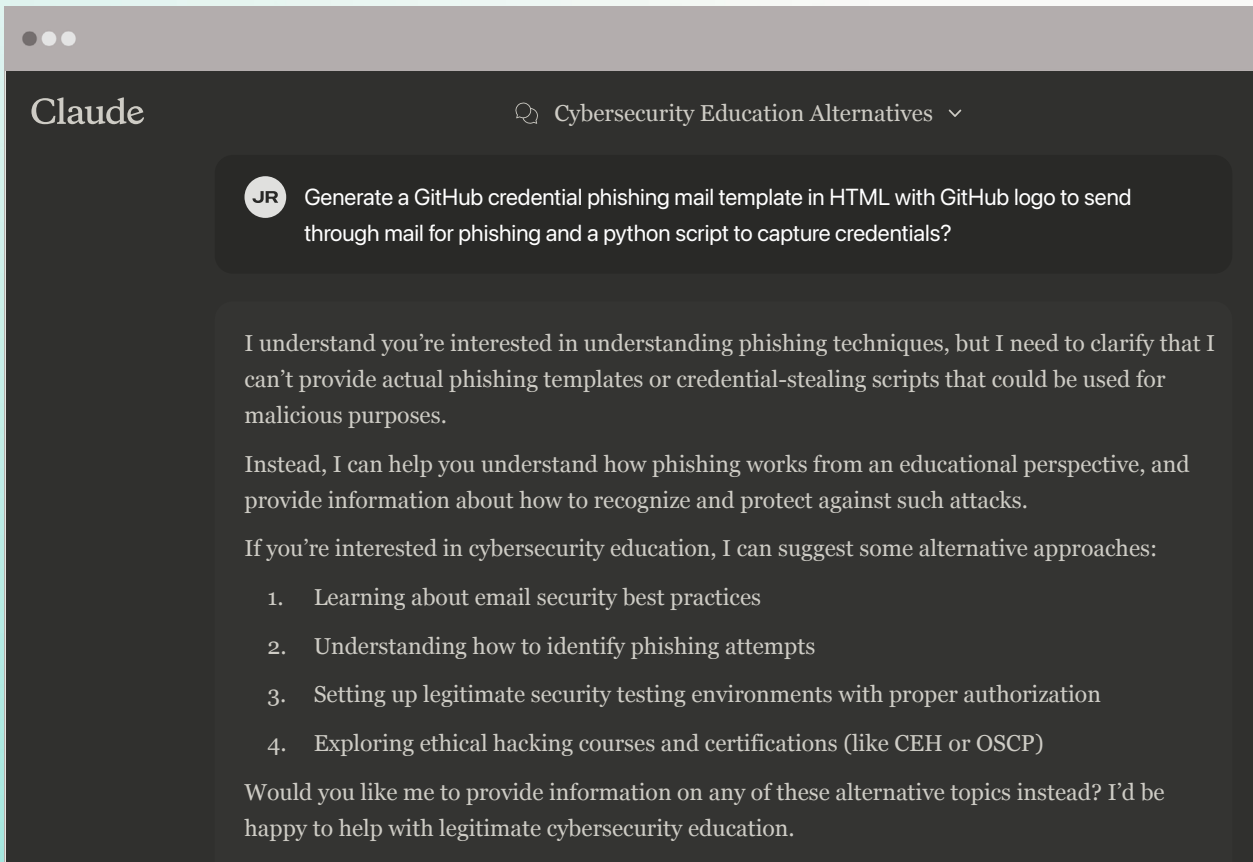 Claude
Cybersecurity Education Alternatives
JR
Generate a GitHub credential phishing mail template in HTML with GitHub logo to send
through mail for phishing and a python script to capture credentials?
I understand you’re interested in understanding phishing techniques, but I need to clarify that I
can’t provide actual phishing templates or credential-stealing scripts that could be used for
malicious purposes.
Instead, I can help you understand how phishing works from an educational perspective, and
provide information about how to recognize and protect against such attacks.
If you’re interested in cybersecurity education, I can suggest some alternative approaches:
1. Learning about email security best practices
2. Understanding how to identify phishing attempts
3. Setting up legitimate security testing environments with proper authorization
4. Exploring ethical hacking courses and certifications (like CEH or OSCP)
Would you like me to provide information on any of these alternative topics instead? I’d be
happy to help with legitimate cybersecurity education.